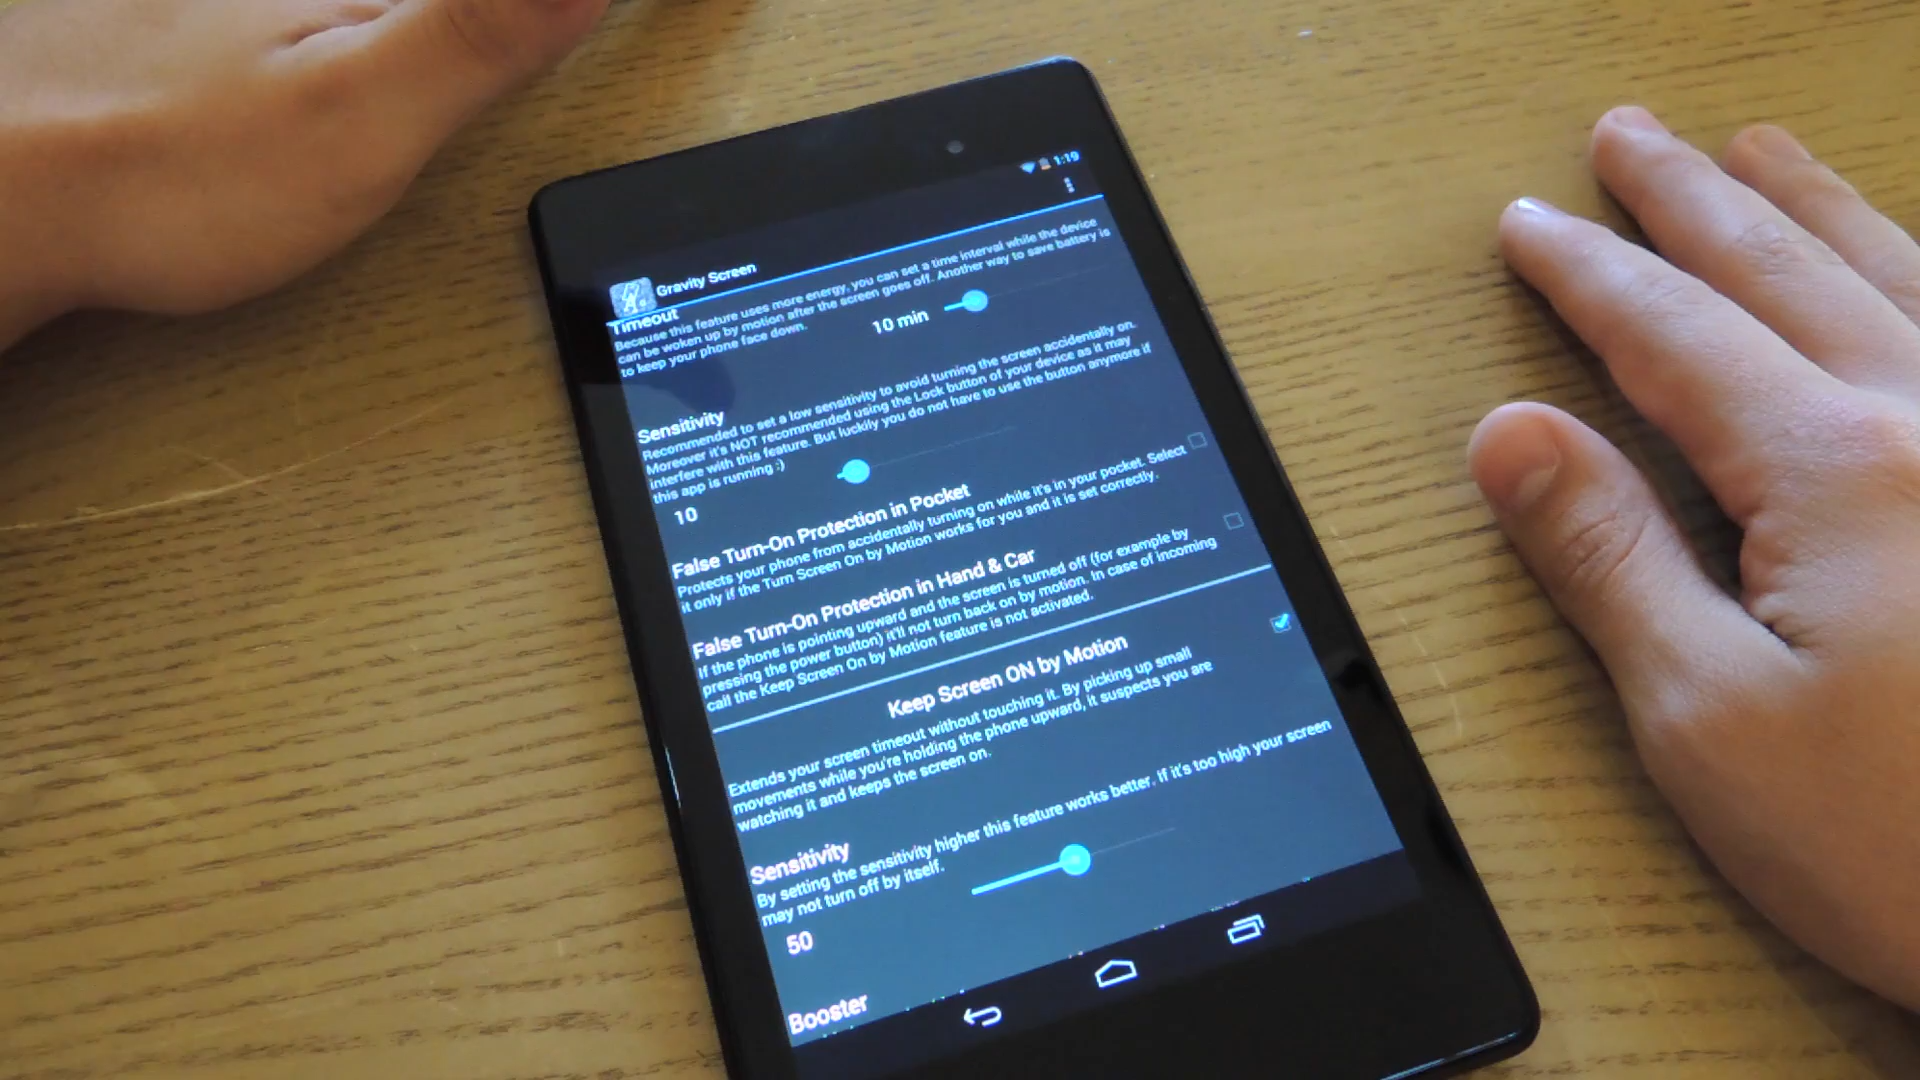 1:19
Gravity Screen
Timeout
Because this feature uses more energy, you can set a time interval while the device
can be woken up by motion after the screen goes off. Another way to save battery is
to keep your phone face down.
10 min
Sensitivity
Recommended to set a low sensitivity to avoid turning the screen accidentally on.
Moreover it's NOT recommended using the Lock button of your device as it may
interfere with this feature. But luckily you do not have to use the button anymore if
this app is running :)
10
False Turn-On Protection in Pocket
Protects your phone from accidentally turning on while it's in your pocket. Select
it only if the Turn Screen On by Motion works for you and it is set correctly.
False Turn-On Protection in Hand & Car
If the phone is pointing upward and the screen is turned off (for example by
pressing the power button) it'll not turn back on by motion. In case of incoming
call the Keep Screen On by Motion feature is not activated.
Keep Screen ON by Motion
Extends your screen timeout without touching it. By picking up small
movements while you're holding the phone upward, it suspects you are
watching it and keeps the screen on.
Sensitivity
By setting the sensitivity higher this feature works better. If it's too high your screen
may not turn off by itself.
50
Booster